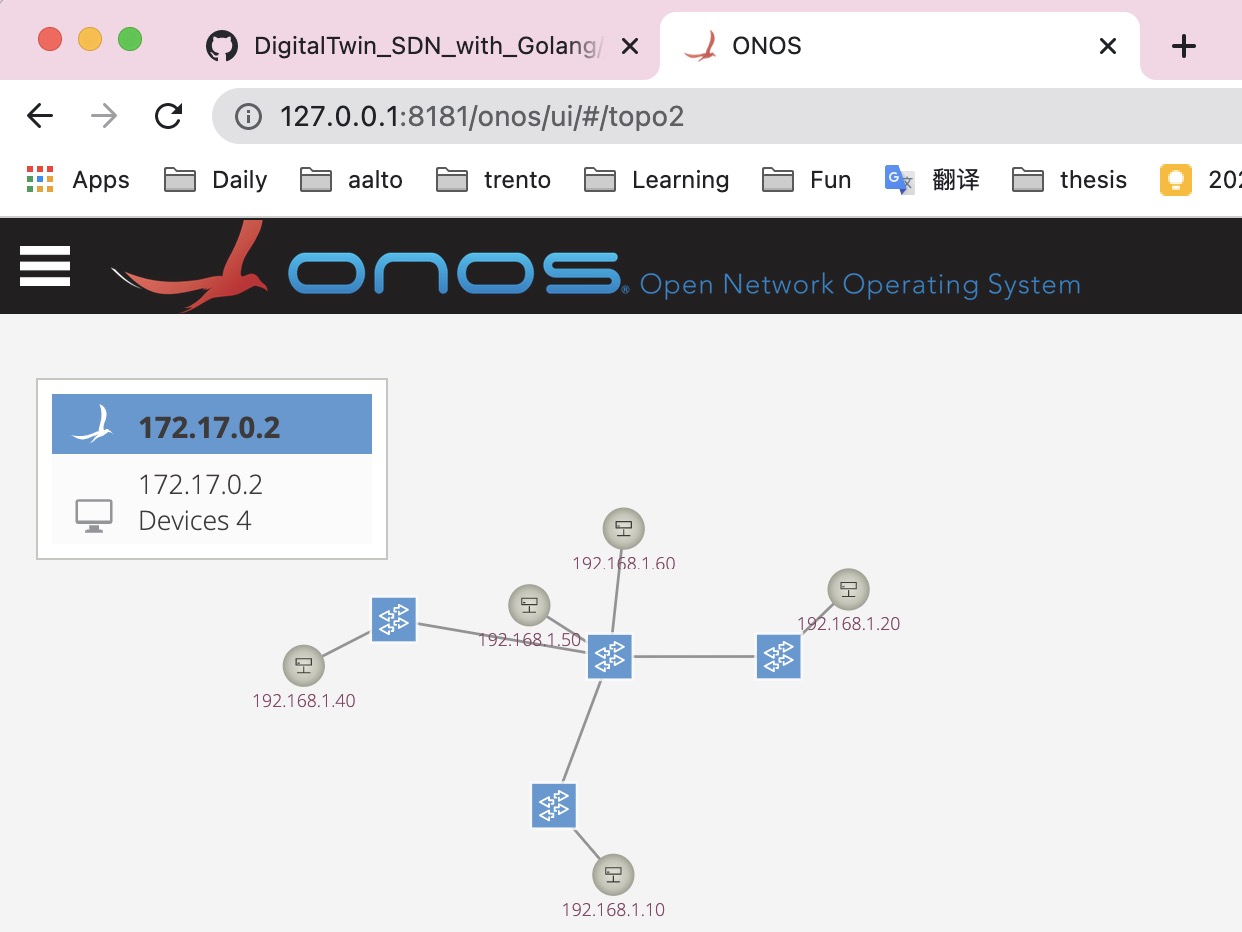 DigitalTwin_SDN_with_Golang/
ONOS
127.0.0.1:8181/onos/ui/#/topo2
Apps
Daily
aalto
trento
Learning
Fun
翻译
thesis
onos® Open Network Operating System
172.17.0.2
172.17.0.2
Devices 4
192.168.1.60
192.168.1.20
192.168.1.50
192.168.1.40
192.168.1.10